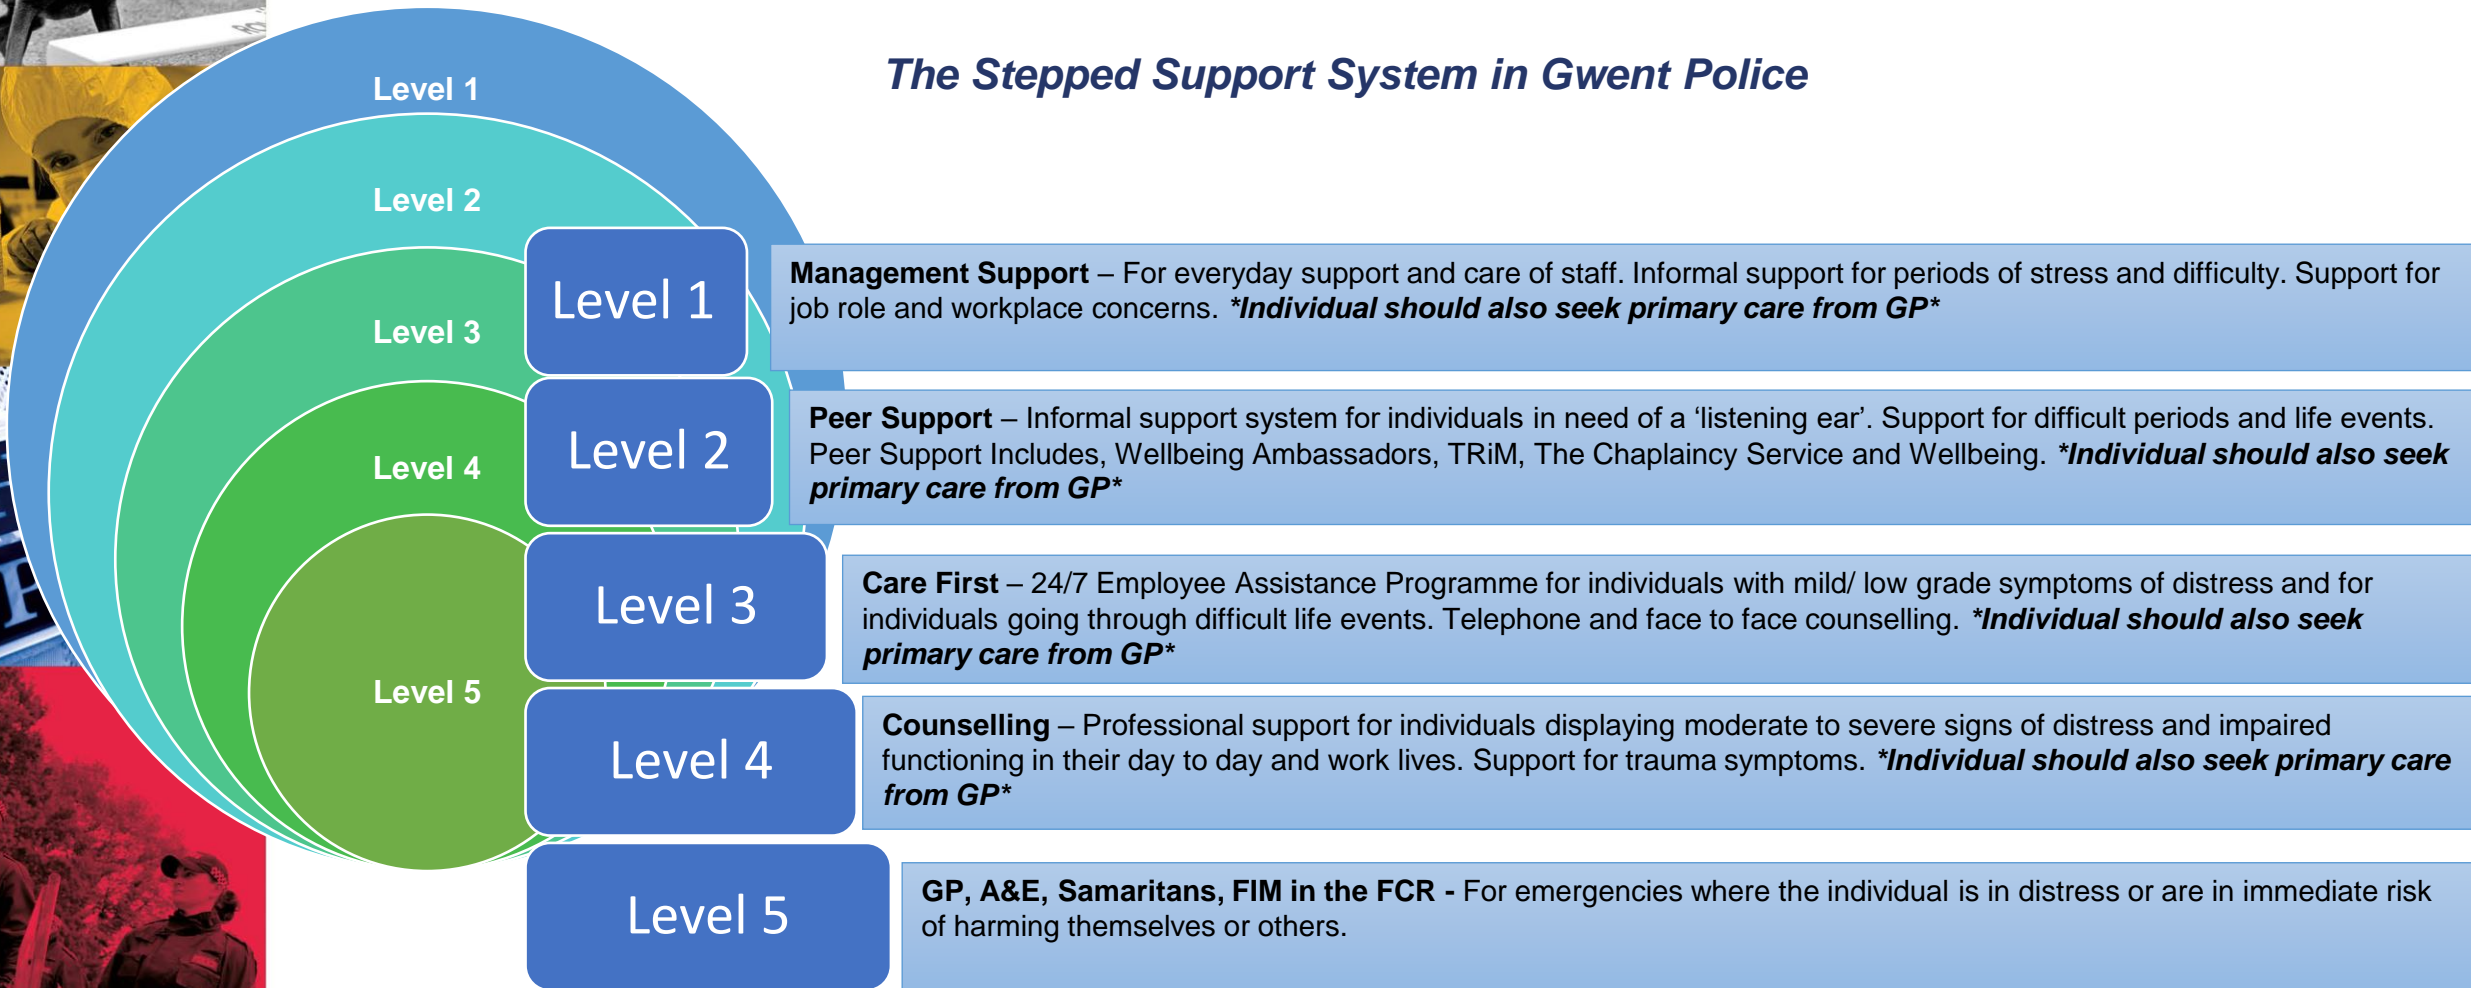 The Stepped Support System in Gwent Police
Level 1
Level 2
Level 3
Level 4
Level 5
Level 1
Management Support – For everyday support and care of staff. Informal support for periods of stress and difficulty. Support for
job role and workplace concerns. *Individual should also seek primary care from GP*
Level 2
Peer Support – Informal support system for individuals in need of a ‘listening ear’. Support for difficult periods and life events.
Peer Support Includes, Wellbeing Ambassadors, TRiM, The Chaplaincy Service and Wellbeing. *Individual should also seek
primary care from GP*
Level 3
Care First – 24/7 Employee Assistance Programme for individuals with mild/ low grade symptoms of distress and for
individuals going through difficult life events. Telephone and face to face counselling. *Individual should also seek
primary care from GP*
Level 4
Counselling – Professional support for individuals displaying moderate to severe signs of distress and impaired
functioning in their day to day and work lives. Support for trauma symptoms. *Individual should also seek primary care
from GP*
Level 5
GP, A&E, Samaritans, FIM in the FCR - For emergencies where the individual is in distress or are in immediate risk
of harming themselves or others.